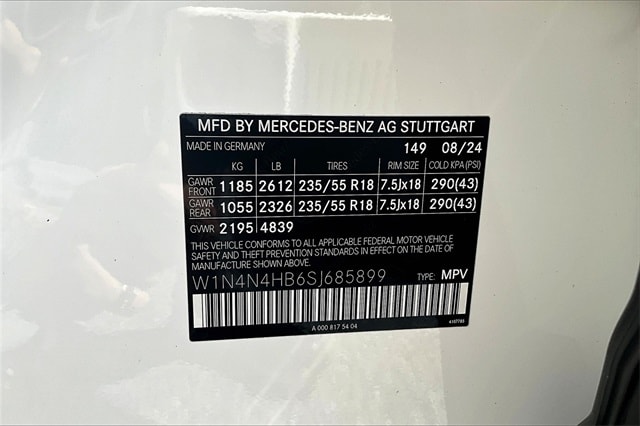 MFD BY MERCEDES-BENZ AG STUTTGART
MADE IN GERMANY 149 08/24
KG LB TIRES RIM SIZE COLD KPA (PSI)
GAWR FRONT 1185 2612 235/55 R18 7.5Jx18 290(43)
GAWR REAR 1055 2326 235/55 R18 7.5Jx18 290(43)
GVWR 2195 4839
THIS VEHICLE CONFORMS TO ALL APPLICABLE FEDERAL MOTOR VEHICLE
SAFETY AND THEFT PREVENTION STANDARDS IN EFFECT ON THE
DATE OF MANUFACTURE SHOWN ABOVE.
W1N4N4HB6SJ685899 TYPE: MPV
A 000 817 54 04